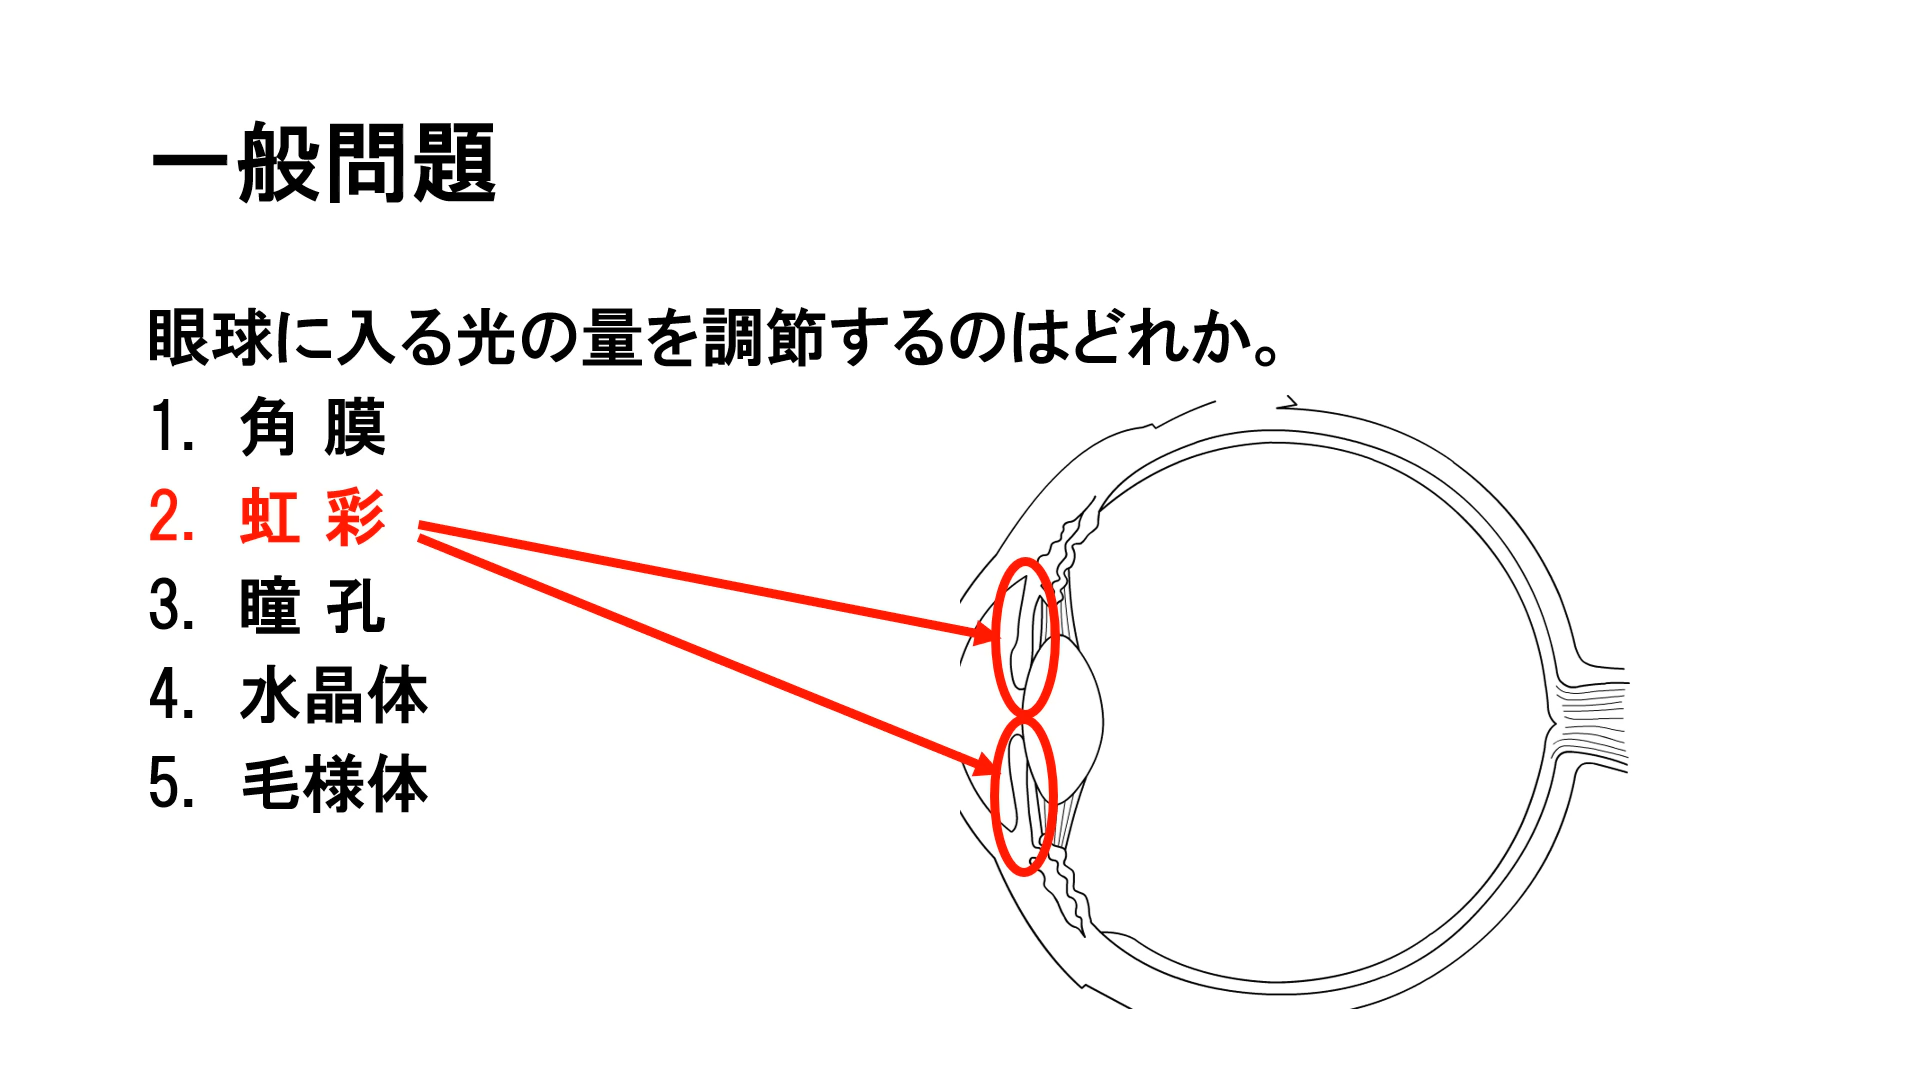 一般問題
眼球に入る光の量を調節するのはどれか。
1. 角 膜
2. 虹 彩
3. 瞳 孔
4. 水晶体
5. 毛様体